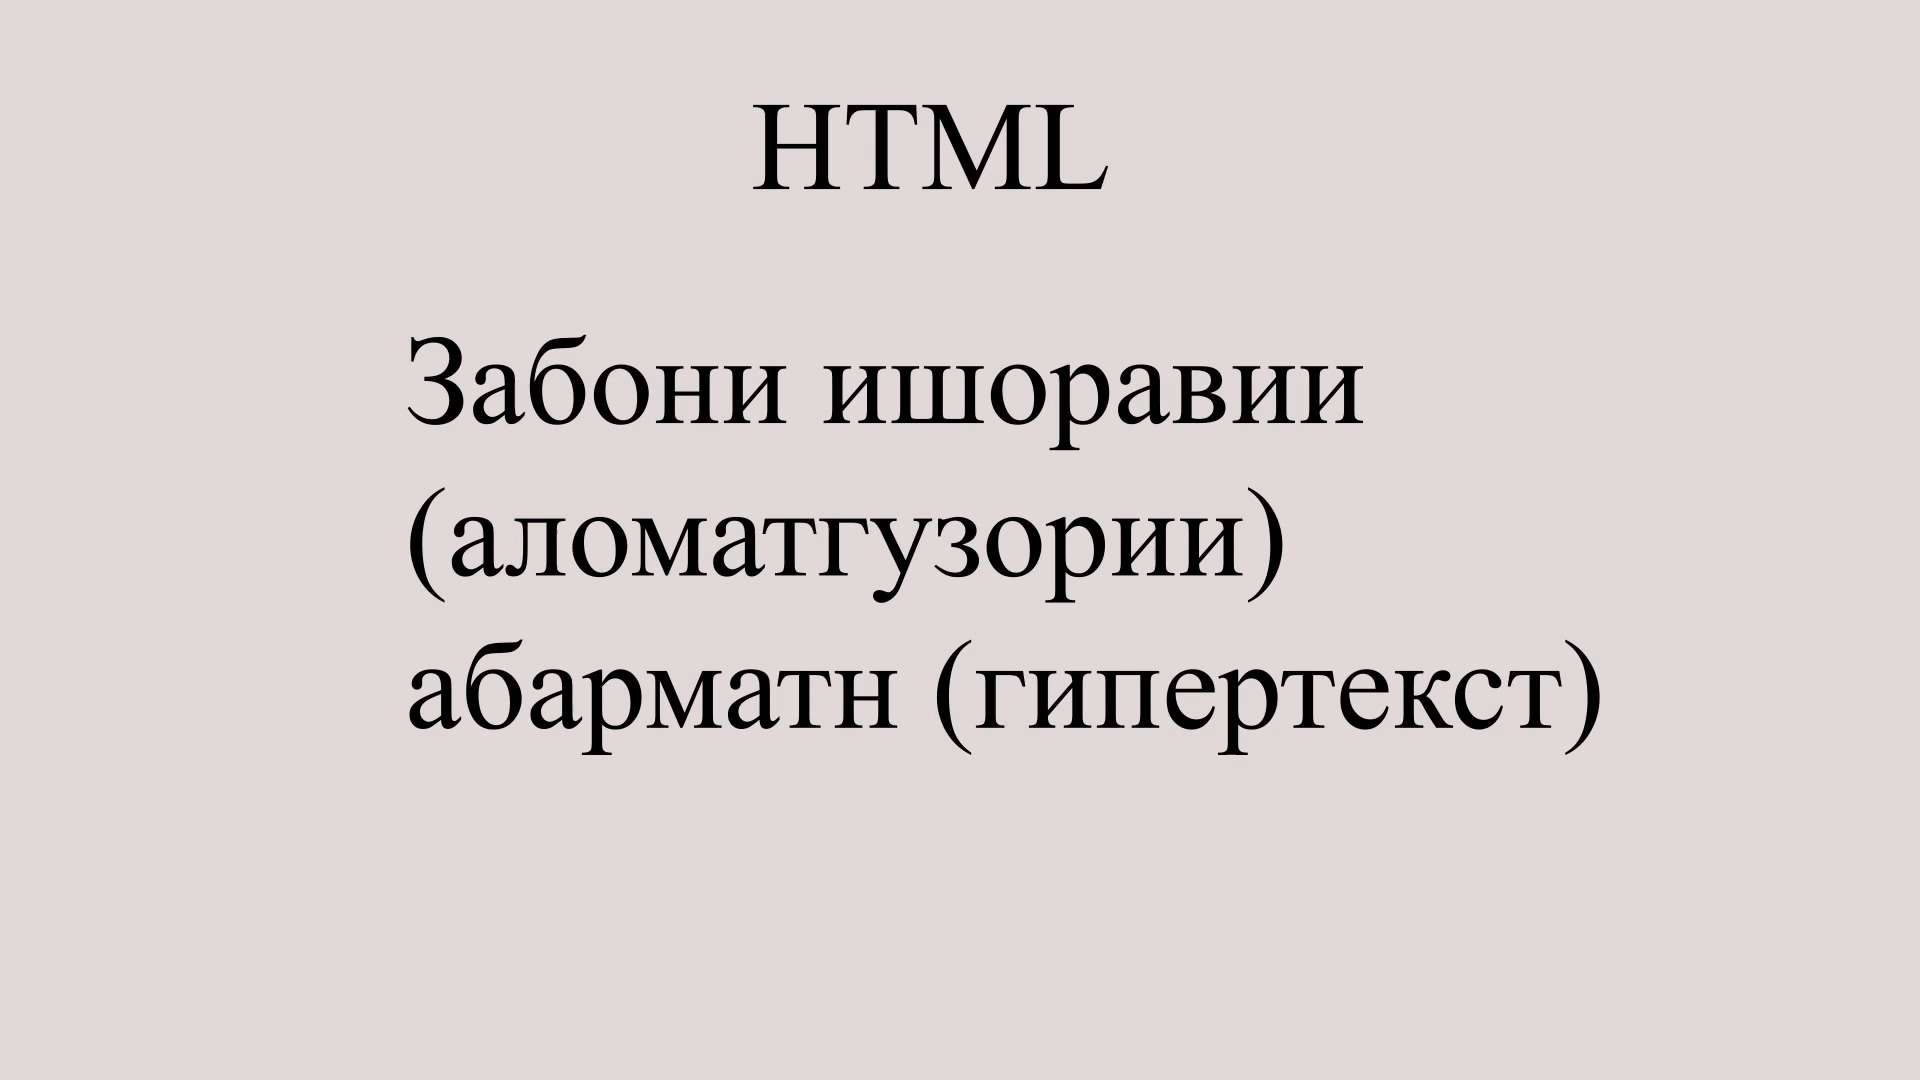 HTML
Забони ишоравии
(аломатгузории)
абарматн (гипертекст)